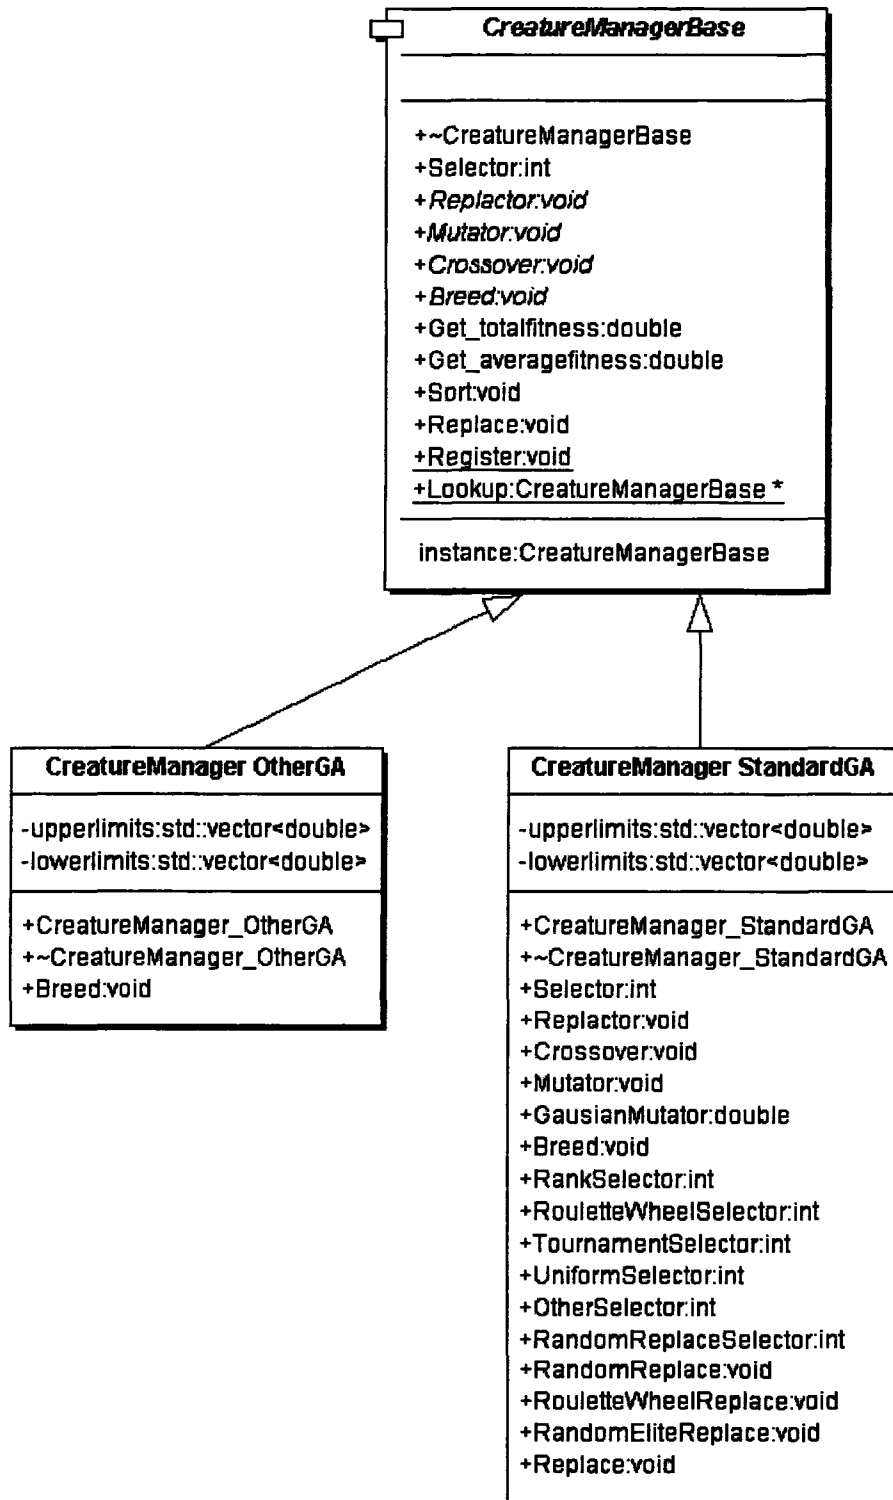 CreatureManagerBase
+~CreatureManagerBase
+Selector:int
+Replactor:void
+Mutator:void
+Crossover:void
+Breed:void
+Get_totalfitness:double
+Get_averagefitness:double
+Sort:void
+Replace:void
+Register:void
+Lookup:CreatureManagerBase *
instance:CreatureManagerBase
CreatureManager OtherGA
-upperlimits:std::vector<double>
-lowerlimits:std::vector<double>
+CreatureManager_OtherGA
+~CreatureManager_OtherGA
+Breed:void
CreatureManager StandardGA
-upperlimits:std::vector<double>
-lowerlimits:std::vector<double>
+CreatureManager_StandardGA
+~CreatureManager_StandardGA
+Selector:int
+Replactor:void
+Crossover:void
+Mutator:void
+GausianMutator:double
+Breed:void
+RankSelector:int
+RouletteWheelSelector:int
+TournamentSelector:int
+UniformSelector:int
+OtherSelector:int
+RandomReplaceSelector:int
+RandomReplace:void
+RouletteWheelReplace:void
+RandomEliteReplace:void
+Replace:void